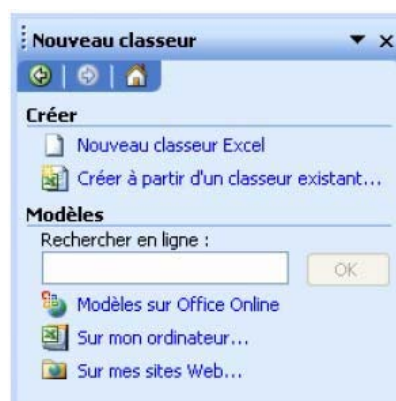 Nouveau classeur
Créer
Nouveau classeur Excel
Créer à partir d'un classeur existant...
Modèles
Rechercher en ligne :
OK
Modèles sur Office Online
Sur mon ordinateur...
Sur mes sites Web...